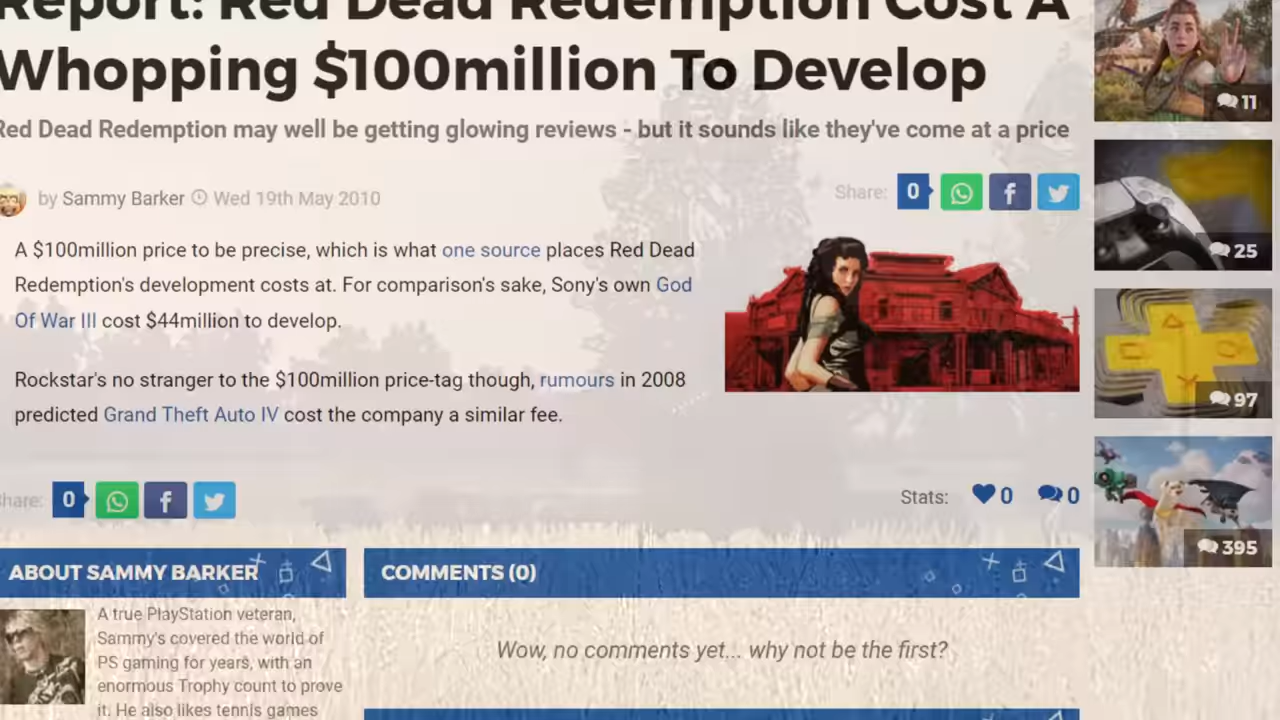 Report: Red Dead Redemption Cost A
Whopping $100million To Develop
Red Dead Redemption may well be getting glowing reviews - but it sounds like they've come at a price
by Sammy Barker Wed 19th May 2010
Share: 0
A $100million price to be precise, which is what one source places Red Dead
Redemption's development costs at. For comparison's sake, Sony's own God
Of War III cost $44million to develop.
Rockstar's no stranger to the $100million price-tag though, rumours in 2008
predicted Grand Theft Auto IV cost the company a similar fee.
Share: 0
Stats: 0 0
ABOUT SAMMY BARKER
A true PlayStation veteran,
Sammy's covered the world of
PS gaming for years, with an
enormous Trophy count to prove
it. He also likes tennis games
COMMENTS (0)
Wow, no comments yet... why not be the first?
11
25
97
395